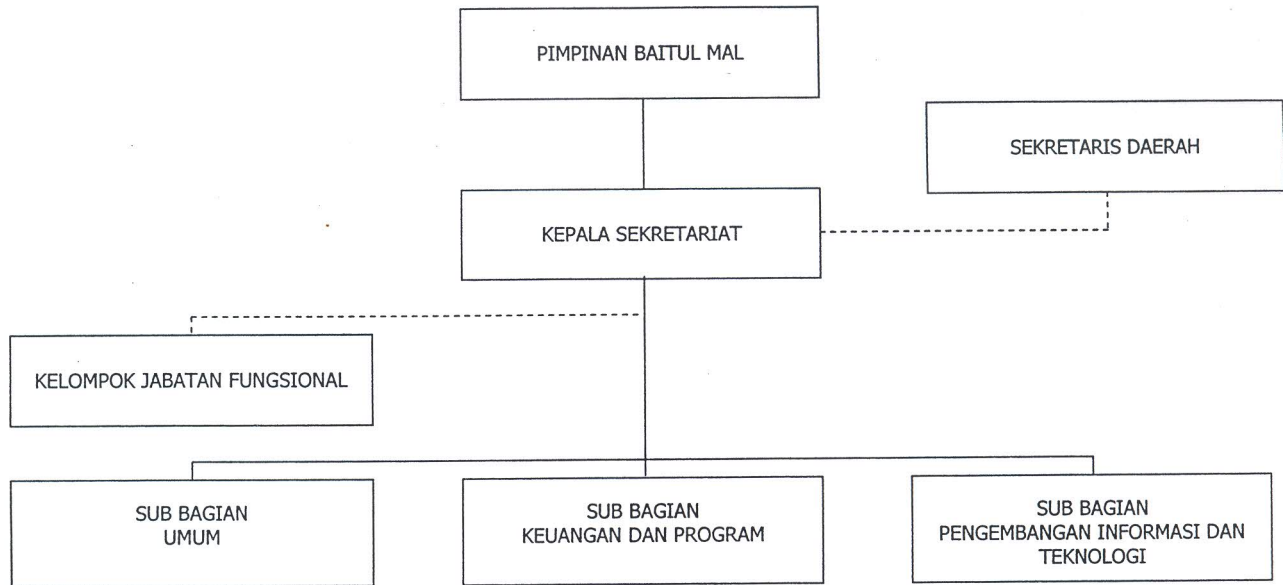 PIMPINAN BAITUL MAL
SEKRETARIS DAERAH
KEPALA SEKRETARIAT
KELOMPOK JABATAN FUNGSIONAL
SUB BAGIAN
UMUM
SUB BAGIAN
KEUANGAN DAN PROGRAM
SUB BAGIAN
PENGEMBANGAN INFORMASI DAN
TEKNOLOGI